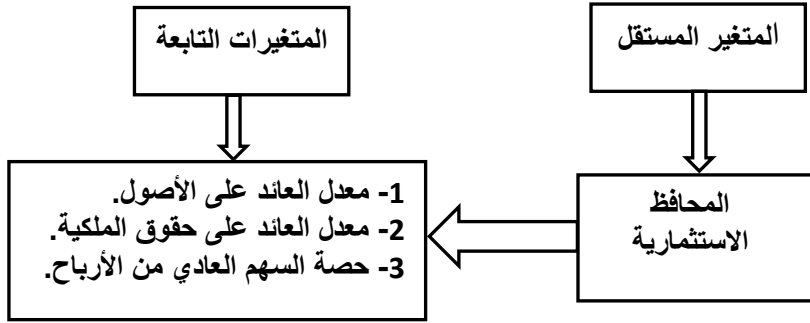 المتغير المستقل
المتغيرات التابعة
المحافظ
الاستثمارية
1- معدل العائد على الأصول.
2- معدل العائد على حقوق الملكية.
3- حصة السهم العادي من الأرباح.